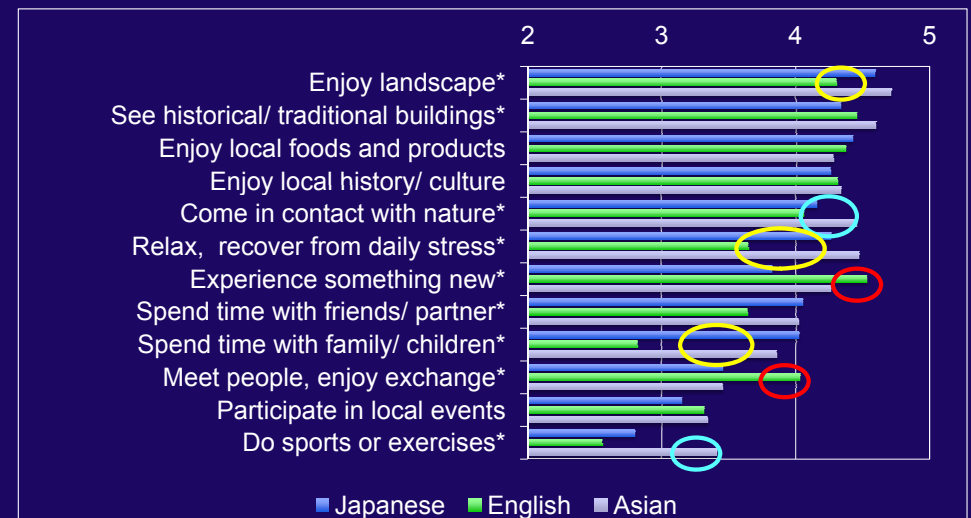 2 3 4 5
Enjoy landscape*
See historical/ traditional buildings*
Enjoy local foods and products
Enjoy local history/ culture
Come in contact with nature*
Relax, recover from daily stress*
Experience something new*
Spend time with friends/ partner*
Spend time with family/ children*
Meet people, enjoy exchange*
Participate in local events
Do sports or exercises*
Japanese English Asian